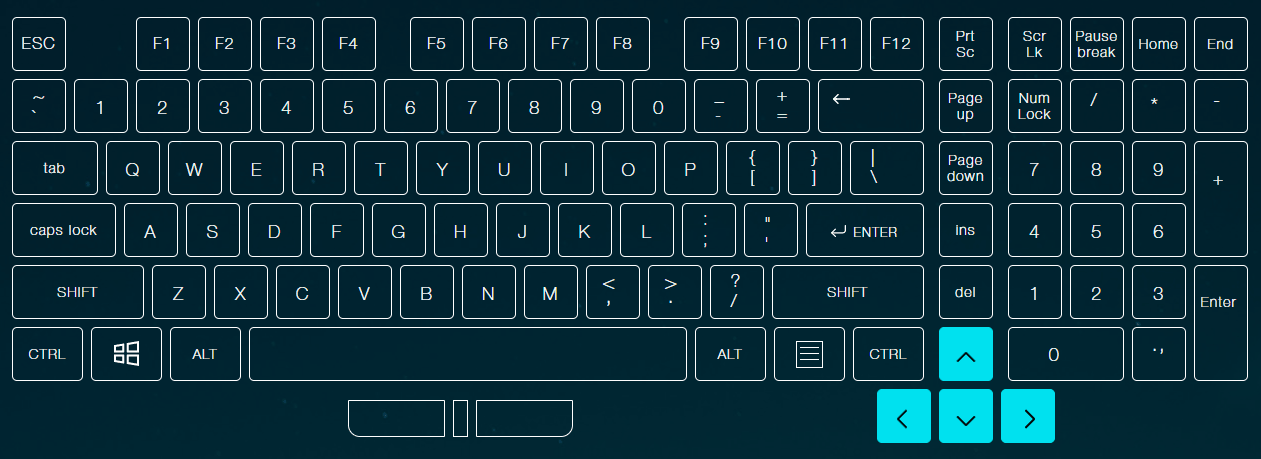 ESC F1 F2 F3 F4 F5 F6 F7 F8 F9 F10 F11 F12 Prt Sc Scr Lk Pause break Home End
~ ` 1 2 3 4 5 6 7 8 9 0 _ - + = ← Page up Num Lock / * -
tab Q W E R T Y U I O P { [ } ] | \ Page down 7 8 9 +
caps lock A S D F G H J K L : ; " ' ↵ ENTER ins 4 5 6
SHIFT Z X C V B N M < , > . ? / SHIFT del 1 2 3 Enter
CTRL ALT ALT CTRL 0 . ,